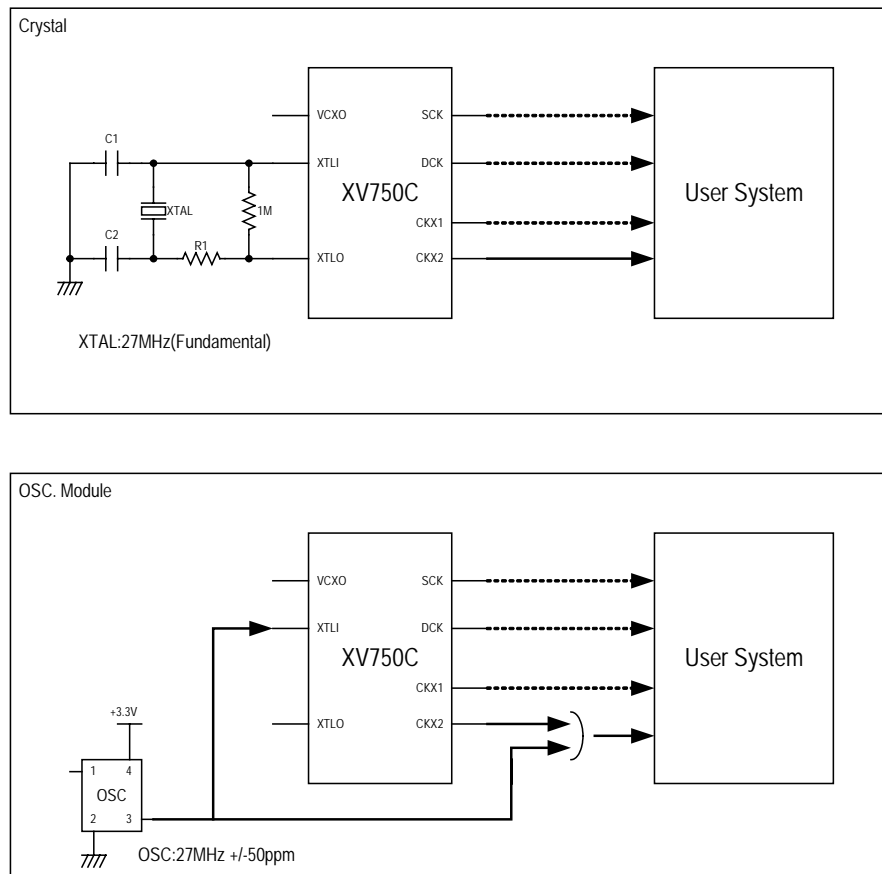 Crystal
VCXO
SCK
C1
XTLI
DCK
XV750C
User System
XTAL
1M
CKX1
C2
R1
XTLO
CKX2
XTAL:27MHz(Fundamental)
OSC. Module
VCXO
SCK
XTLI
DCK
XV750C
User System
CKX1
+3.3V
XTLO
CKX2
1
4
OSC
2
3
OSC:27MHz +/-50ppm